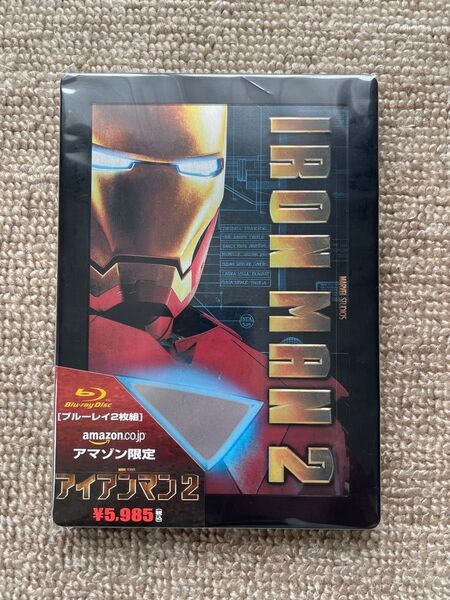 IRON MAN 2
MARVEL STUDIOS
Blu-ray Disc
[ブルーレイ2枚組]
amazon.co.jp
アマゾン限定
アイアンマン2
¥5,985